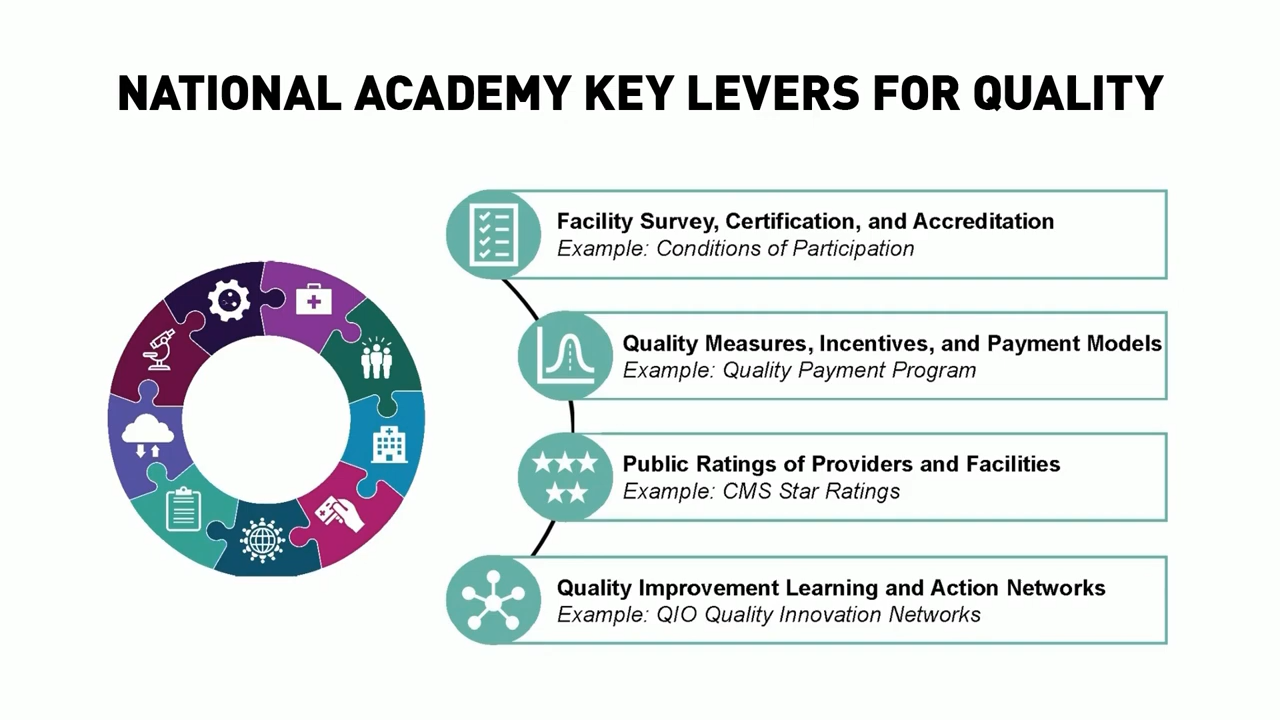 NATIONAL ACADEMY KEY LEVERS FOR QUALITY
Facility Survey, Certification, and Accreditation
Example: Conditions of Participation
Quality Measures, Incentives, and Payment Models
Example: Quality Payment Program
Public Ratings of Providers and Facilities
Example: CMS Star Ratings
Quality Improvement Learning and Action Networks
Example: QIO Quality Innovation Networks